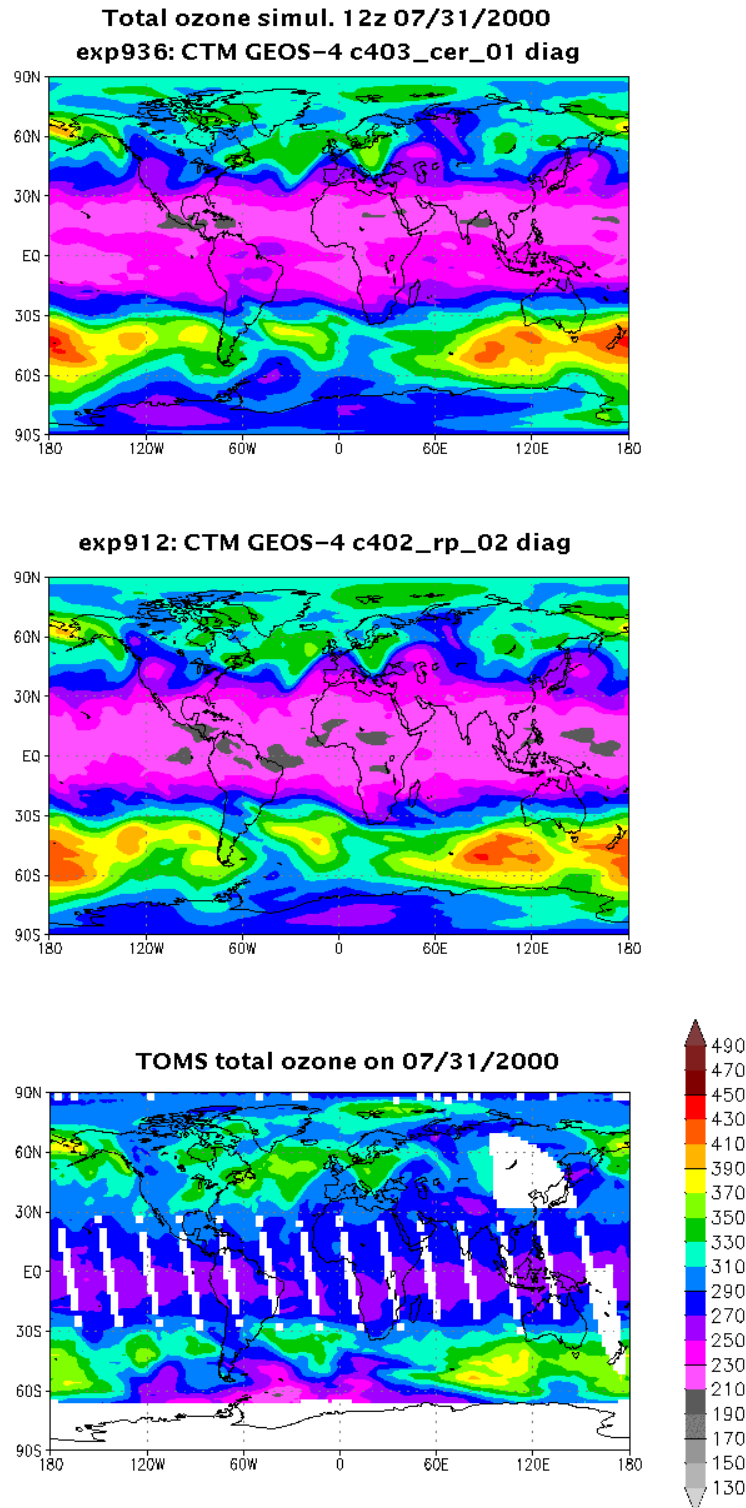 Total ozone simul. 12z 07/31/2000
exp936: CTM GEOS−4 c403_cer_01 diag
90N
60N
30N
EQ
30S
60S
90S
180 120W 60W 0 60E 120E 180
exp912: CTM GEOS−4 c402_rp_02 diag
90N
60N
30N
EQ
30S
60S
90S
180 120W 60W 0 60E 120E 180
TOMS total ozone on 07/31/2000
90N
60N
30N
EQ
30S
60S
90S
180 120W 60W 0 60E 120E 180
490
470
450
430
410
390
370
350
330
310
290
270
250
230
210
190
170
150
130